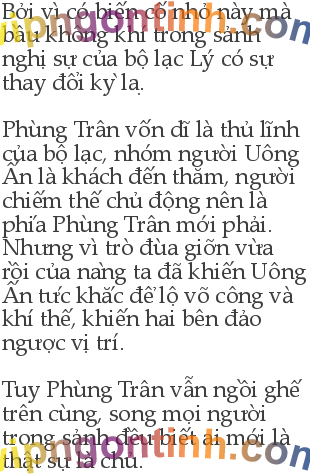 Bởi vì có biến cố nhỏ này mà
bầu không khí trong sảnh
nghị sự của bộ lạc Lý có sự
thay đổi kỳ lạ.
Phùng Trân vốn dĩ là thủ lĩnh
của bộ lạc, nhóm người Uông
Ấn là khách đến thăm, người
chiếm thế chủ động nên là
phía Phùng Trân mới phải.
Nhưng vì trò đùa giỡn vừa
rồi của nàng ta đã khiến Uông
Ấn tức khắc để lộ võ công và
khí thế, khiến hai bên đảo
ngược vị trí.
Tuy Phùng Trân vẫn ngồi ghế
trên cùng, song mọi người
trong sảnh đều biết ai mới là
thật sự là chủ.
vipngontinh.com
vipngontinh.com